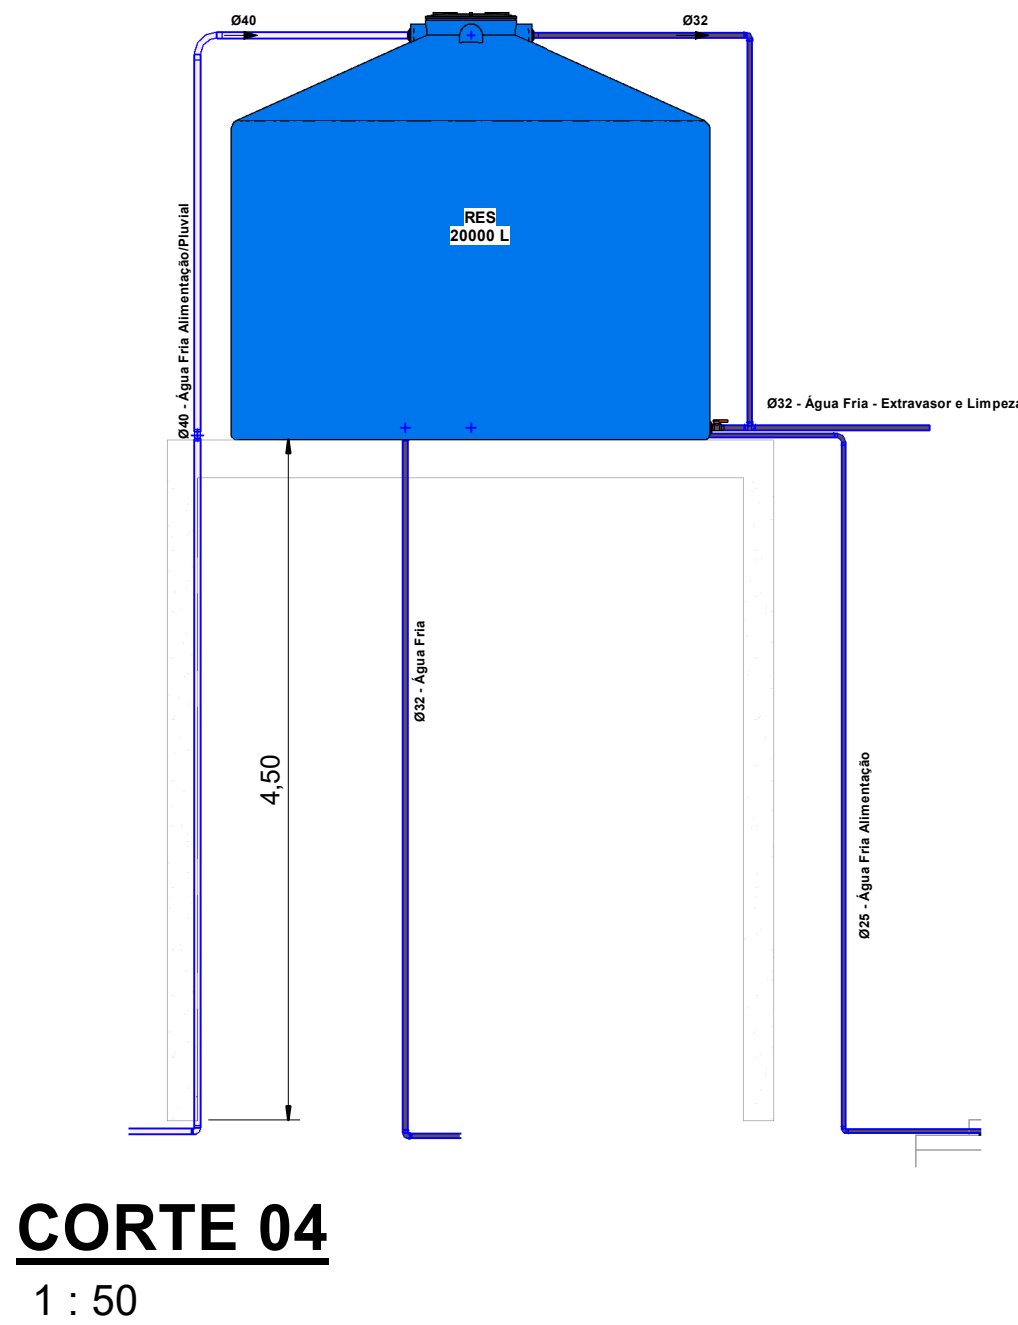 Ø40
Ø32
RES
20000 L
Ø40 - Água Fria Alimentação/Pluvial
Ø32 - Água Fria - Extravasor e Limpeza
Ø32 - Água Fria
4,50
Ø25 - Água Fria Alimentação
CORTE 04
1 : 50